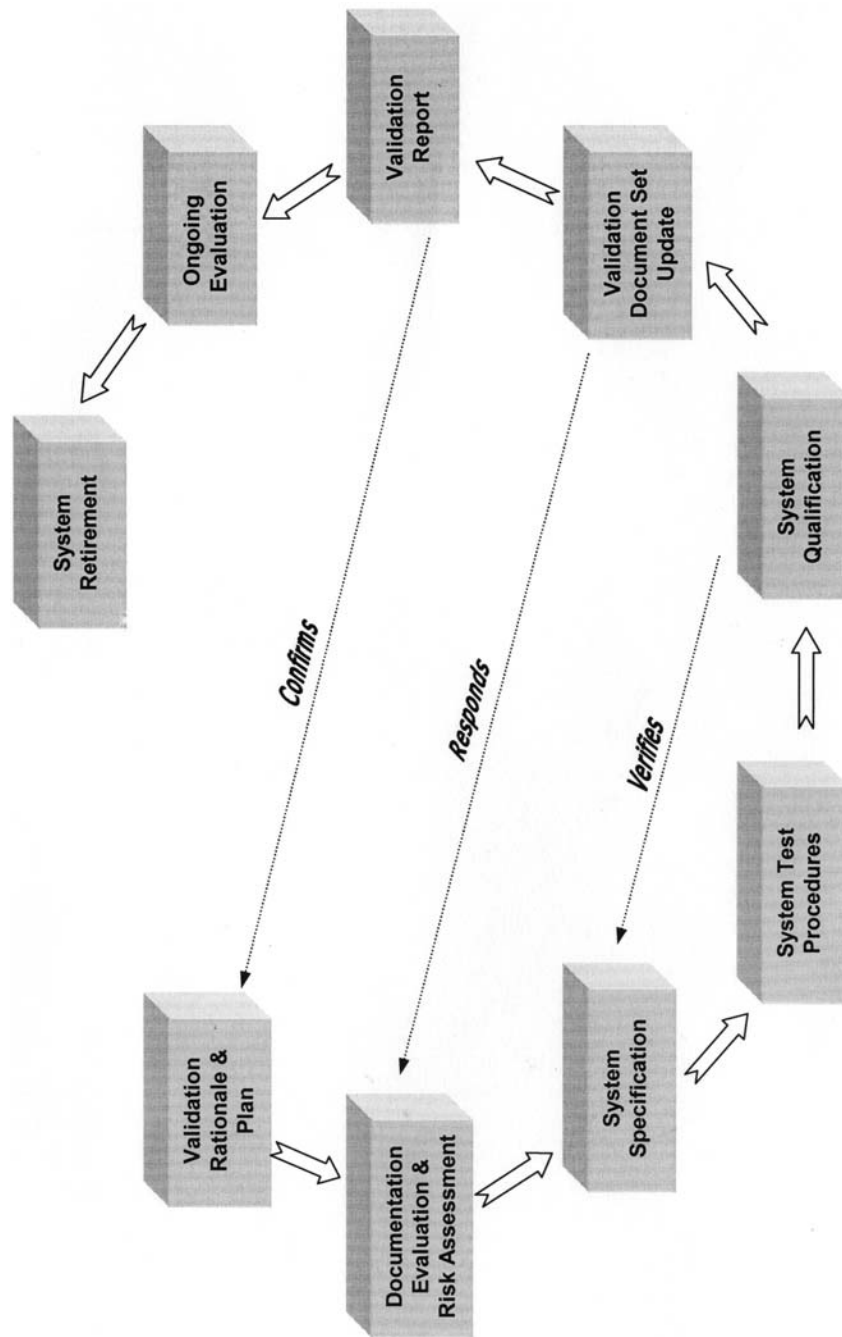 Validation
Rationale &
Plan
Documentation
Evaluation &
Risk Assessment
System
Specification
System Test
Procedures
System
Qualification
Validation
Document Set
Update
Validation
Report
Ongoing
Evaluation
System
Retirement
Confirms
Responds
Verifies